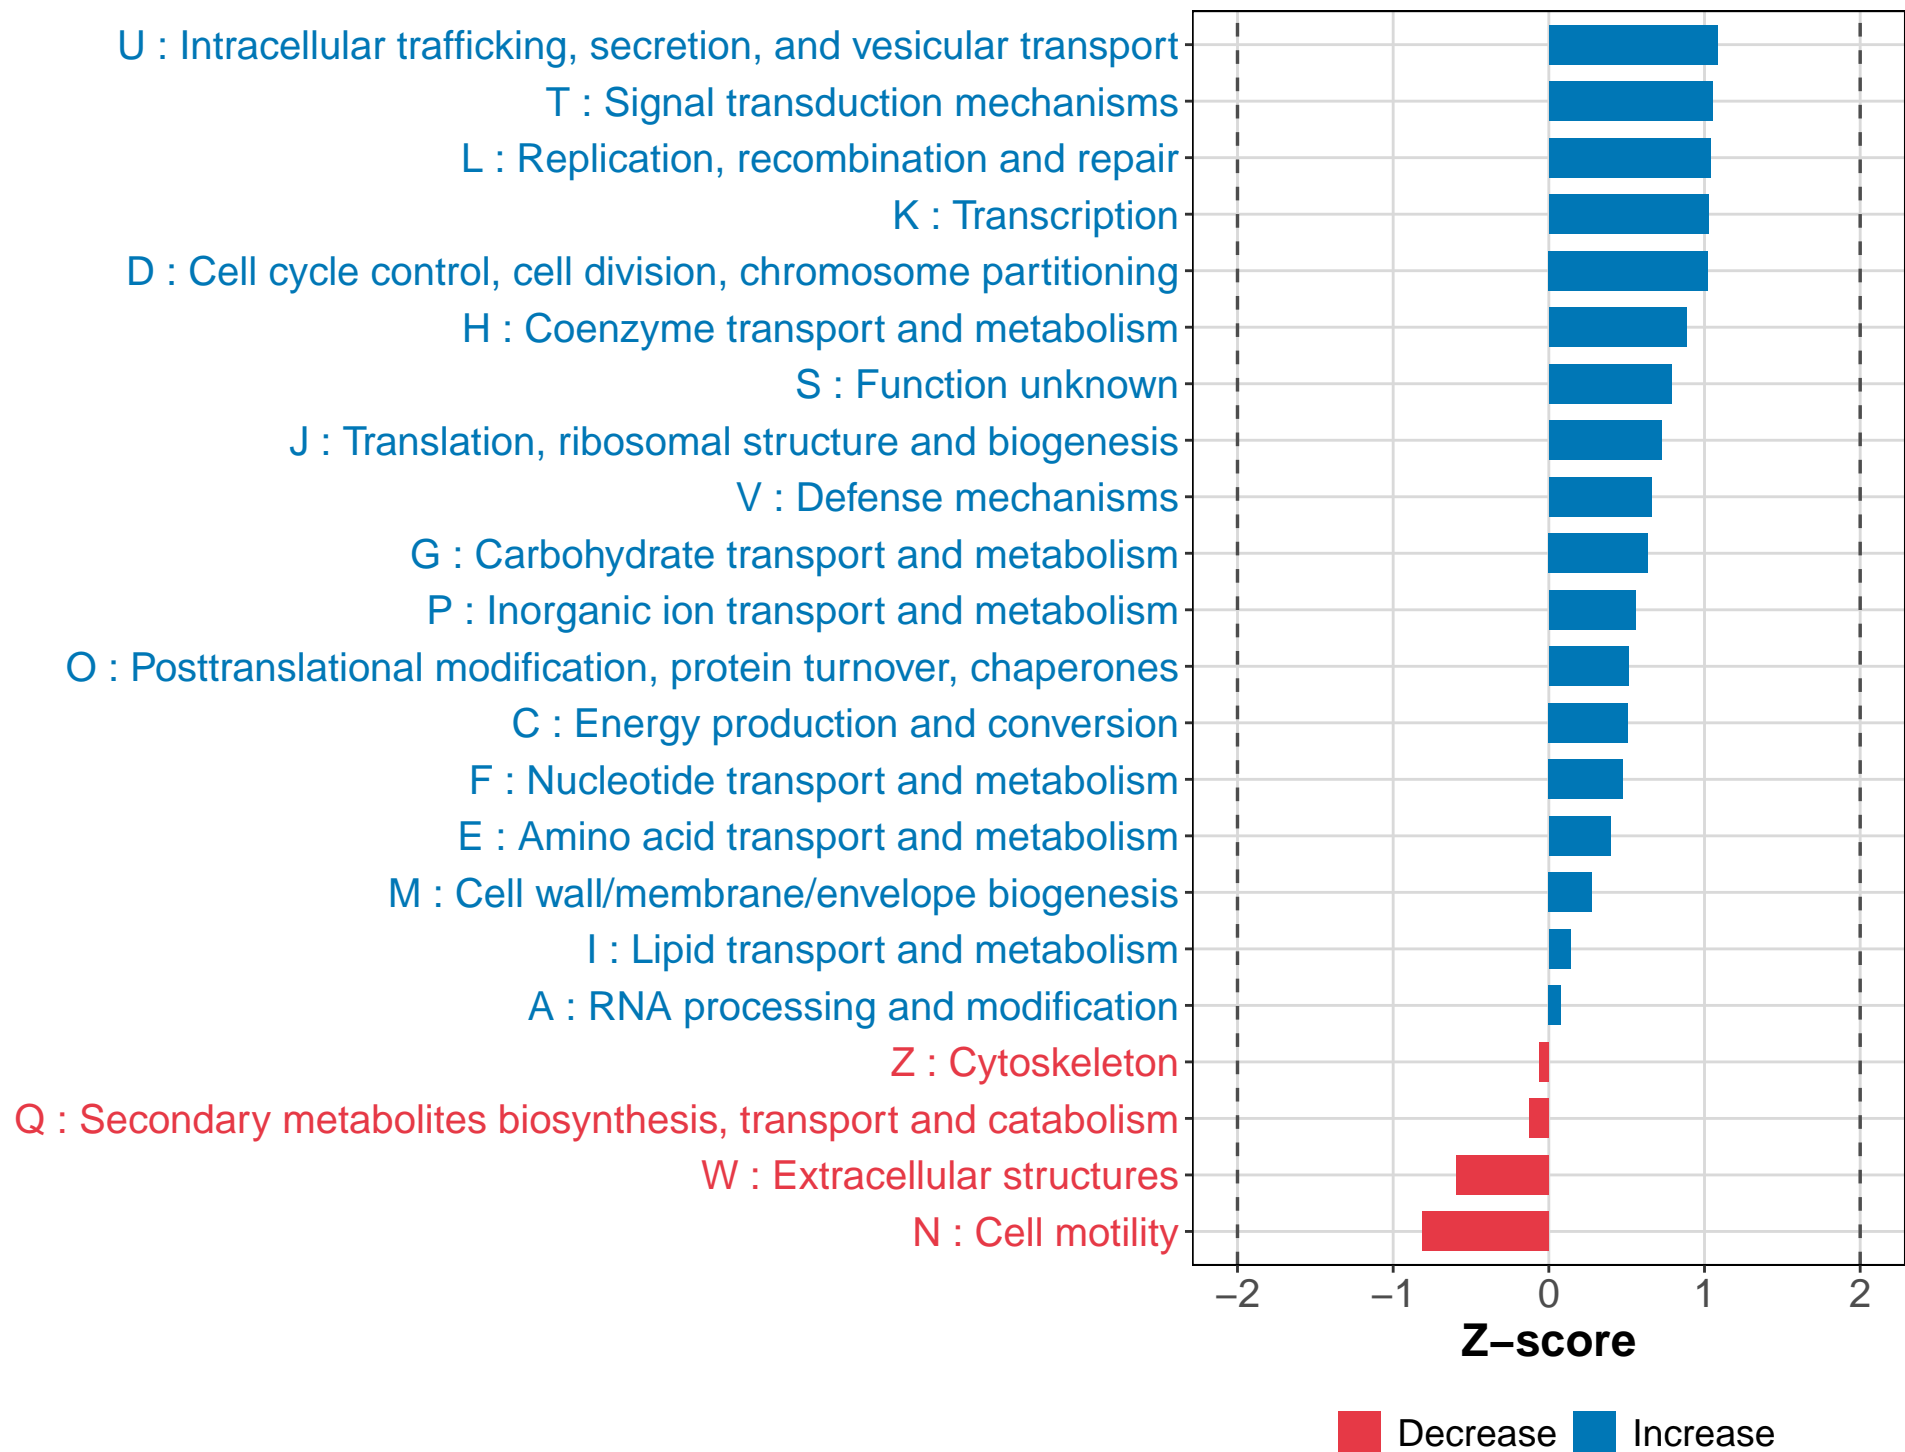 U : Intracellular trafficking, secretion, and vesicular transport
T : Signal transduction mechanisms
L : Replication, recombination and repair
K : Transcription
D : Cell cycle control, cell division, chromosome partitioning
H : Coenzyme transport and metabolism
S : Function unknown
J : Translation, ribosomal structure and biogenesis
V : Defense mechanisms
G : Carbohydrate transport and metabolism
P : Inorganic ion transport and metabolism
O : Posttranslational modification, protein turnover, chaperones
C : Energy production and conversion
F : Nucleotide transport and metabolism
E : Amino acid transport and metabolism
M : Cell wall/membrane/envelope biogenesis
I : Lipid transport and metabolism
A : RNA processing and modification
Z : Cytoskeleton
Q : Secondary metabolites biosynthesis, transport and catabolism
W : Extracellular structures
N : Cell motility
−2 −1 0 1 2
Z−score
Decrease Increase